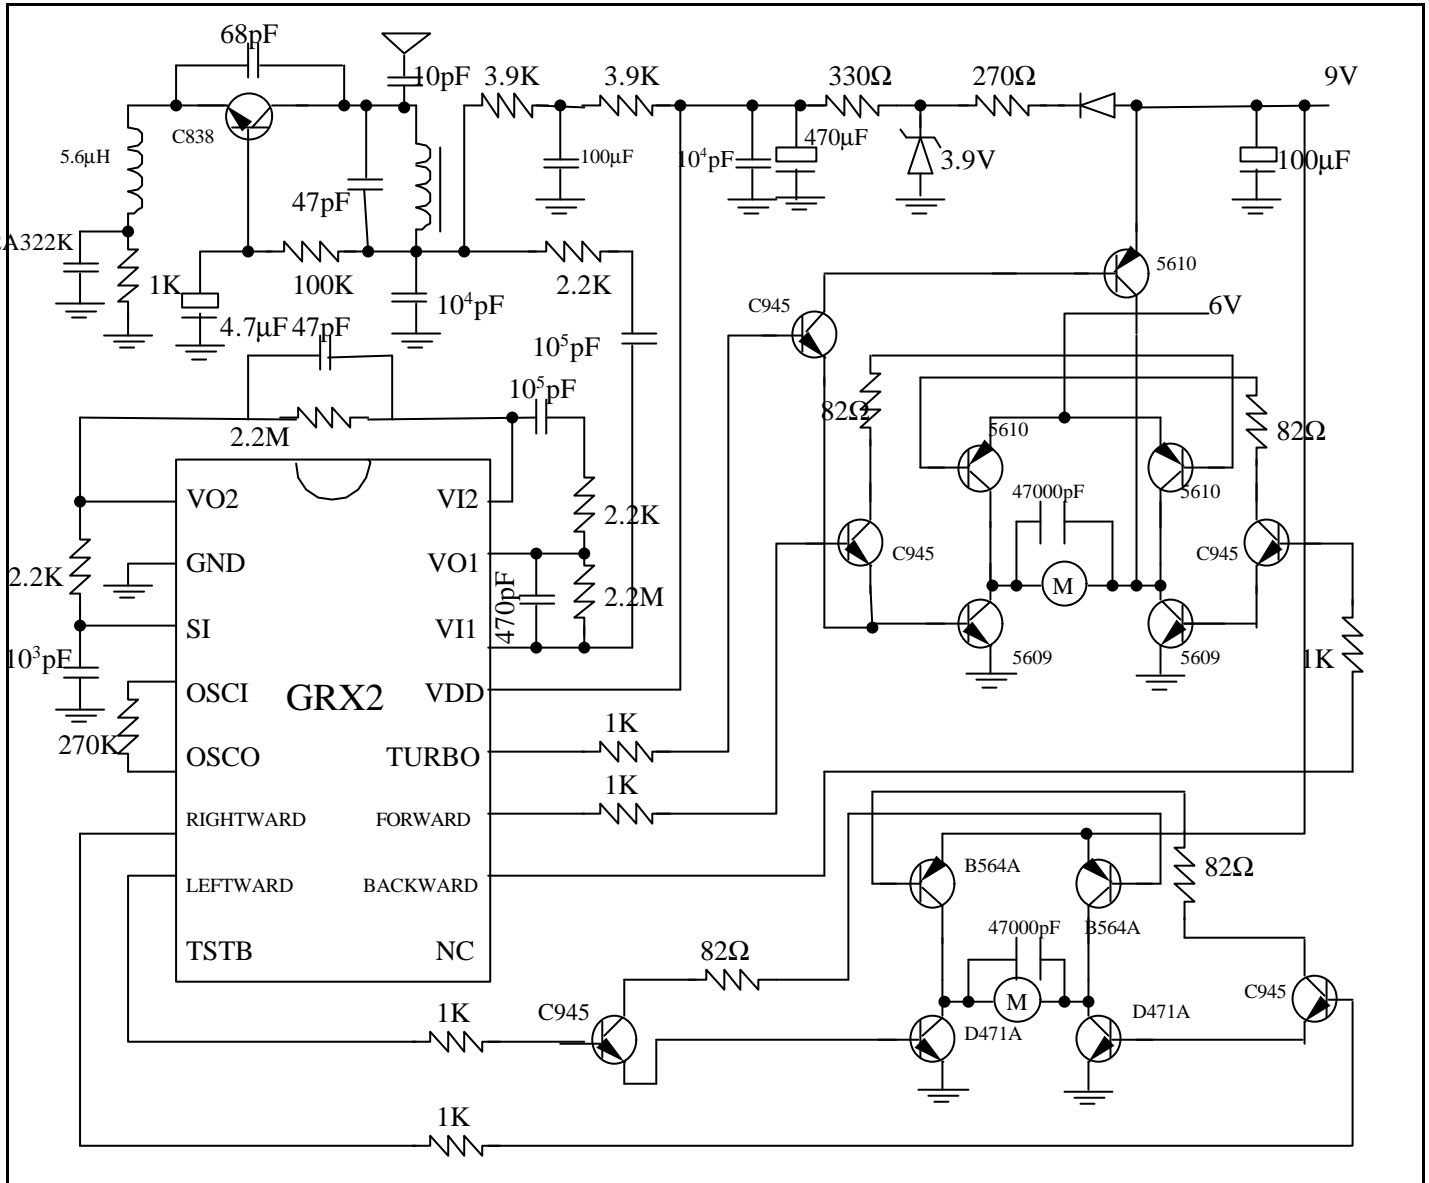 68pF
10pF
3.9K
3.9K
330Ω
270Ω
9V
C838
5.6µH
100µF
10⁴pF
470µF
3.9V
100µF
47pF
A322K
1K
100K
4.7µF
47pF
10⁴pF
2.2K
10⁵pF
C945
5610
6V
10⁵pF
2.2M
82Ω
5610
82Ω
5610
47000pF
VO2
VI2
2.2K
GND
VO1
2.2K
C945
M
C945
470pF
2.2M
SI
VI1
10³pF
5609
5609
1K
OSCI
GRX2
VDD
270K
OSCO
TURBO
1K
1K
RIGHTWARD
FORWARD
LEFTWARD
BACKWARD
B564A
82Ω
B564A
47000pF
TSTB
NC
82Ω
M
C945
1K
C945
D471A
D471A
1K